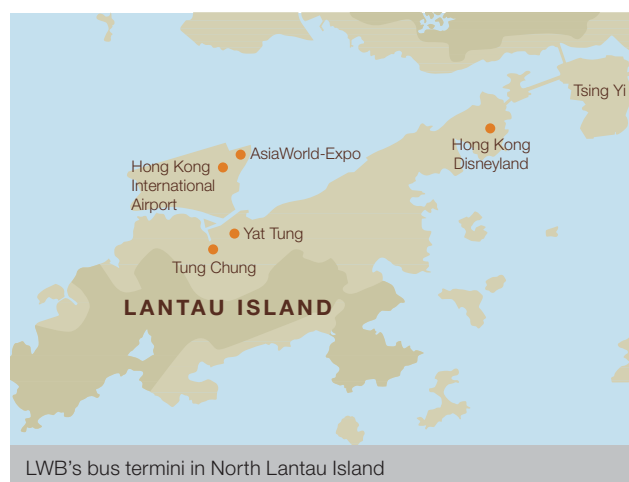 Tsing Yi
AsiaWorld-Expo
Hong Kong
Disneyland
Hong Kong
International
Airport
Yat Tung
Tung Chung
LANTAU ISLAND
LWB's bus termini in North Lantau Island